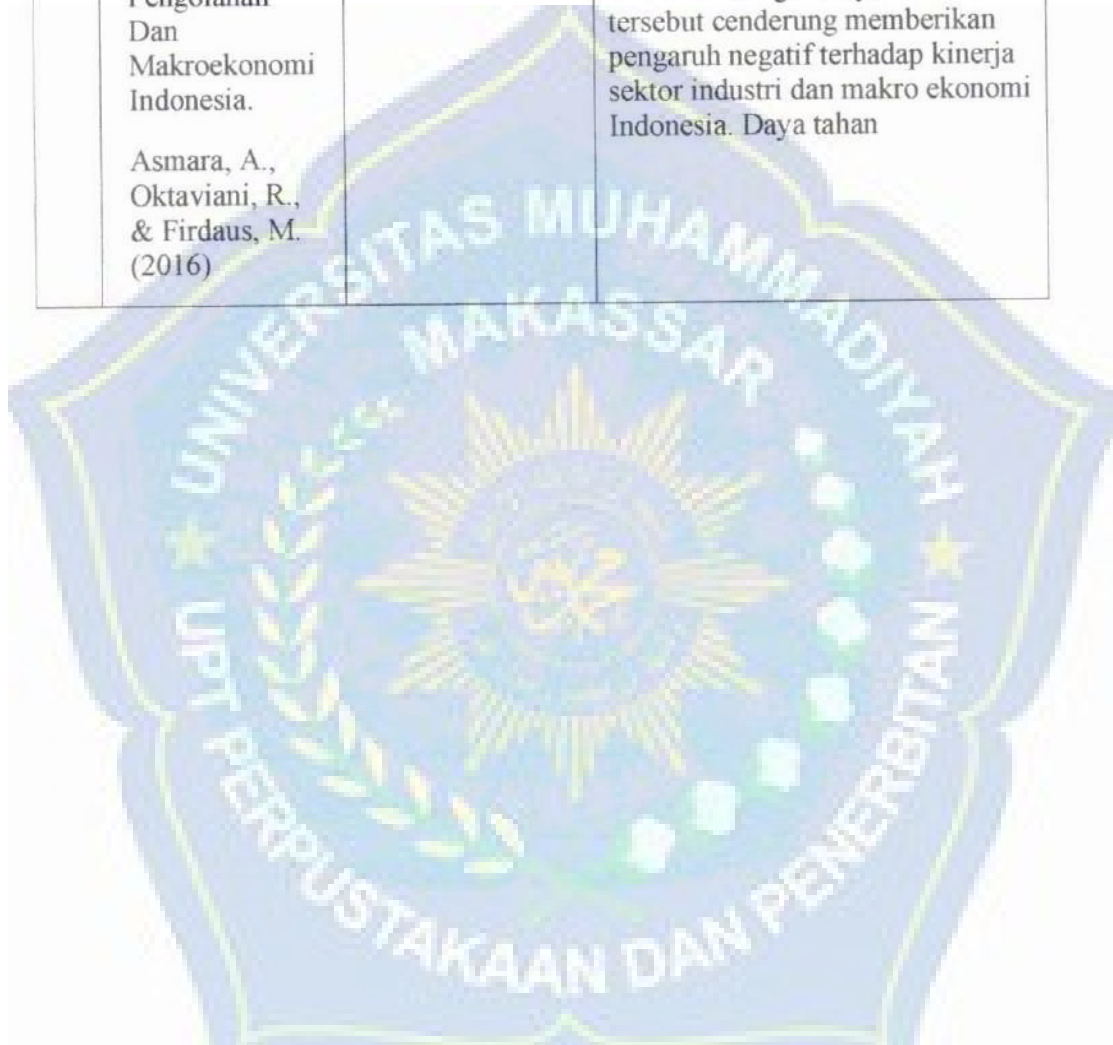 Pengolahan
Dan
Makroekonomi
Indonesia.
Asmara, A.,
Oktaviani, R.,
& Firdaus, M.
(2016)
tersebut cenderung memberikan
pengaruh negatif terhadap kinerja
sektor industri dan makro ekonomi
Indonesia. Daya tahan
UNIVERSITAS MUHAMMADIYAH
MAKASSAR
UPT PERPUSTAKAAN DAN PENERBITAN